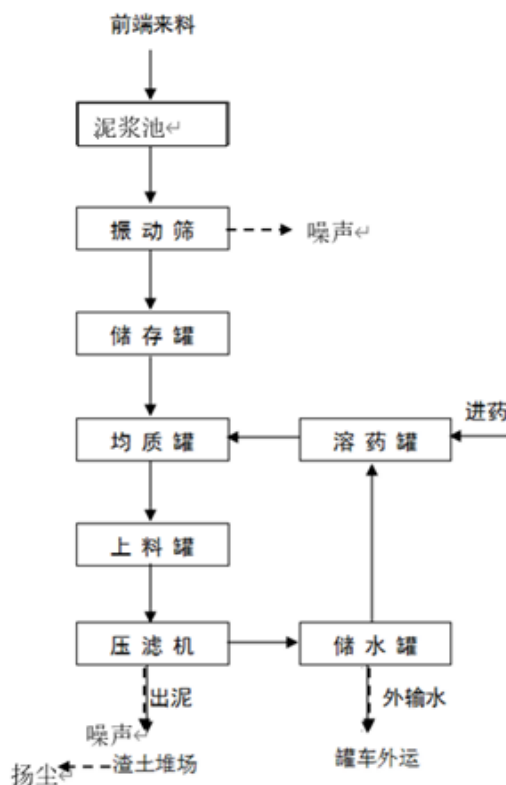 前端来料
泥浆池↵
振动筛
噪声↵
储存罐
进药
均质罐
溶药罐
上料罐
压滤机
储水罐
出泥
外输水
噪声↵
渣土堆场
罐车外运
扬尘↵